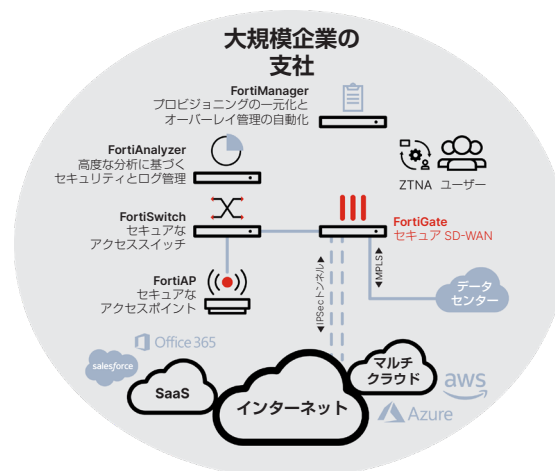 大規模企業の
支社
FortiManager
プロビジョニングの一元化と
オーバーレイ管理の自動化
FortiAnalyzer
高度な分析に基づく
セキュリティとログ管理
ZTNA ユーザー
FortiSwitch
セキュアな
アクセススイッチ
FortiGate
セキュア SD-WAN
FortiAP
セキュアな
アクセスポイント
◀IPSecトンネル▶
◀MPLS▶
データ
センター
Office 365
salesforce
SaaS
インターネット
マルチ
クラウド
aws
Azure